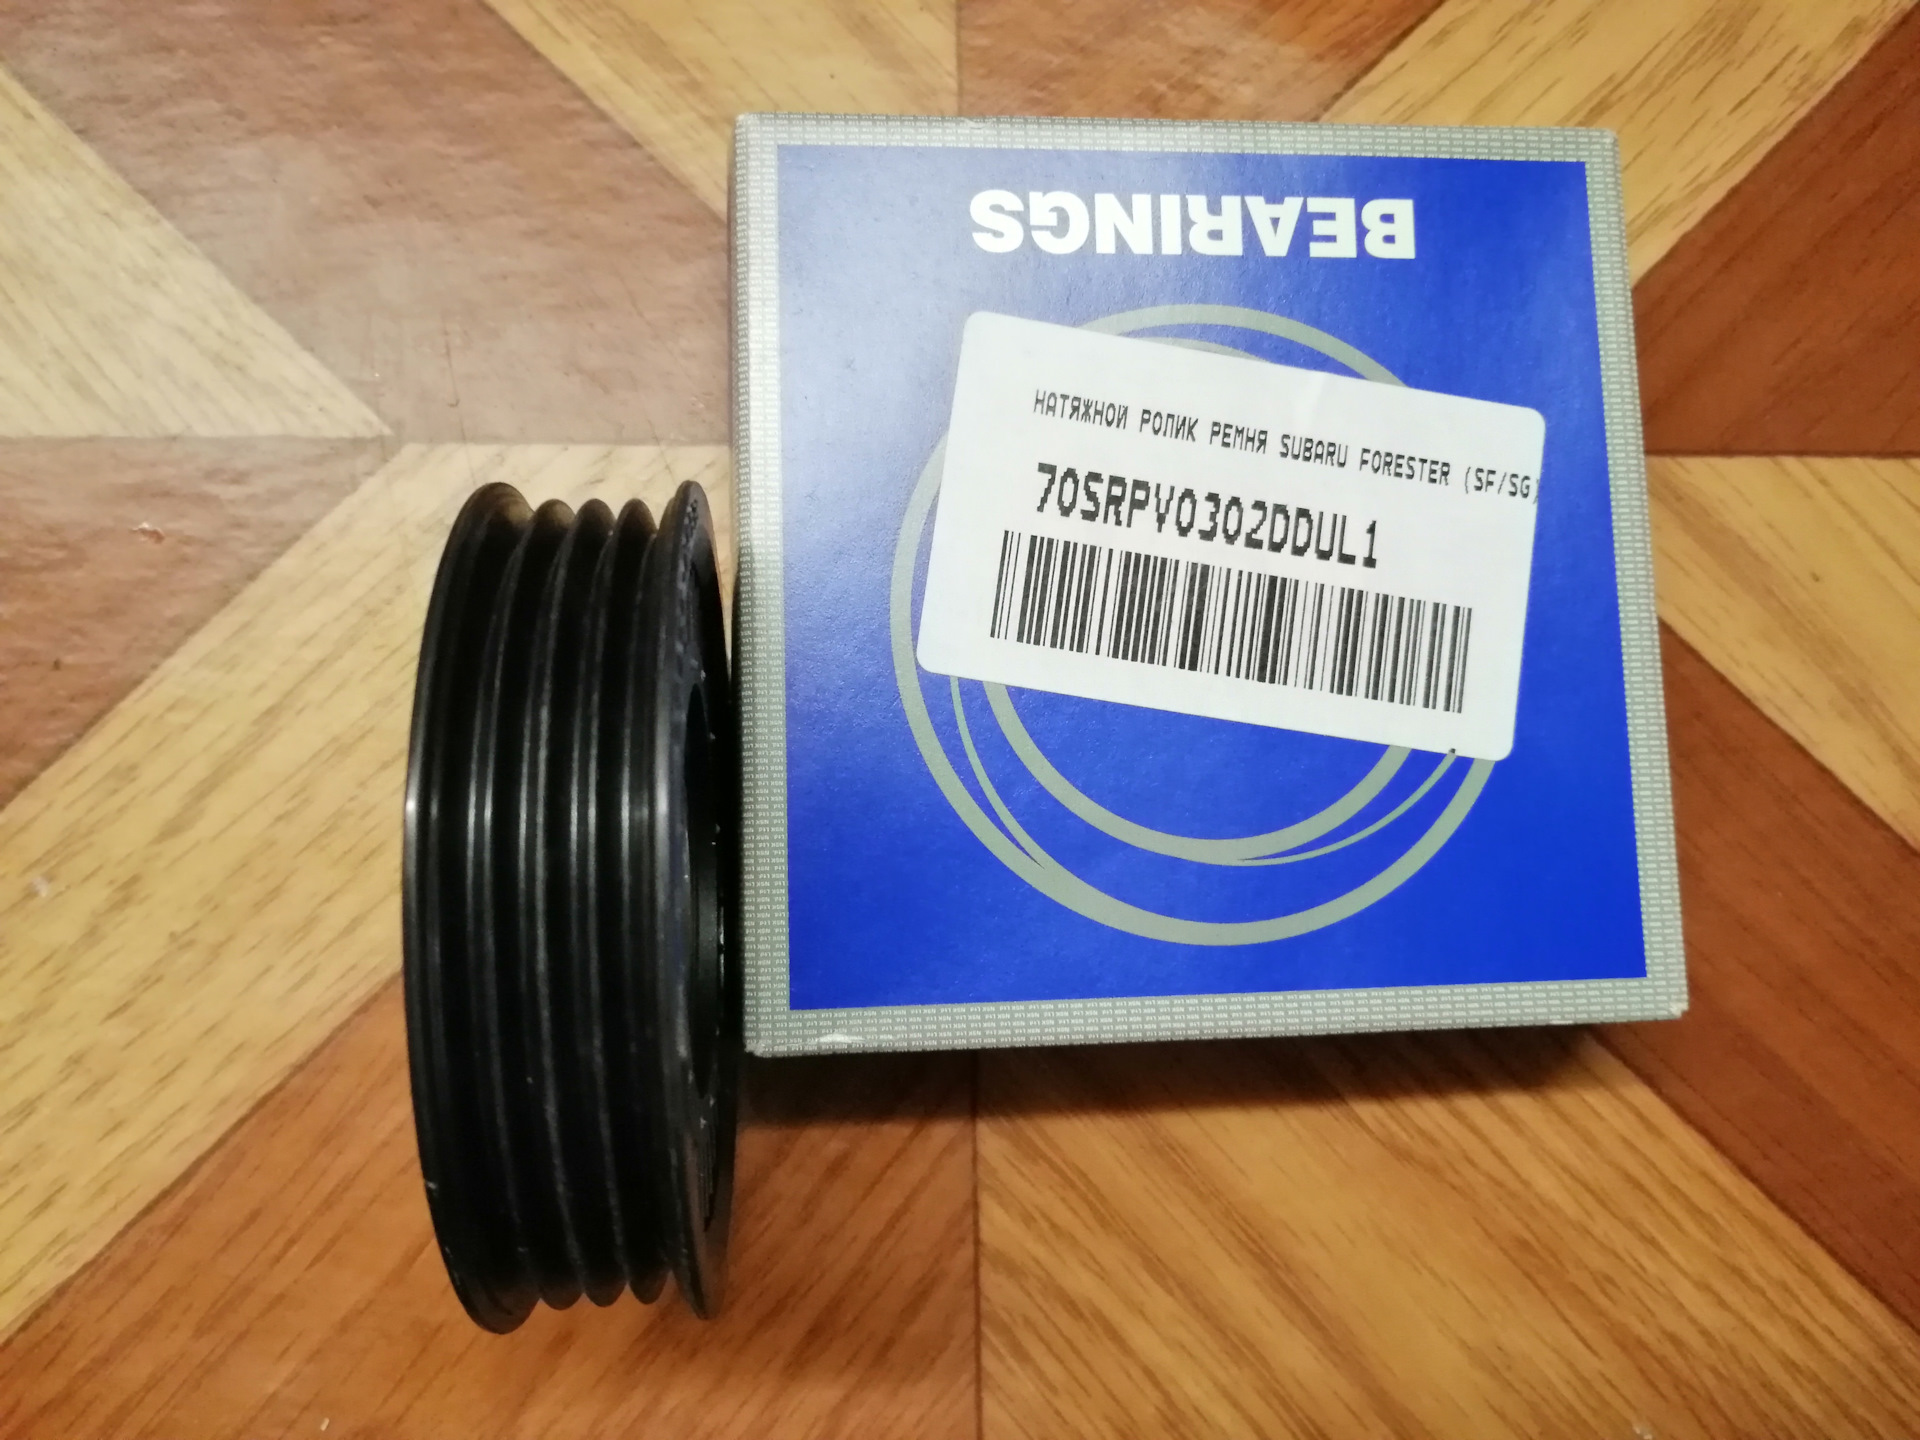 BEARINGS
НАТЯЖНОЙ РОЛИК РЕМНЯ SUBARU FORESTER (SF/SG)
70SRPV0302DDUL1